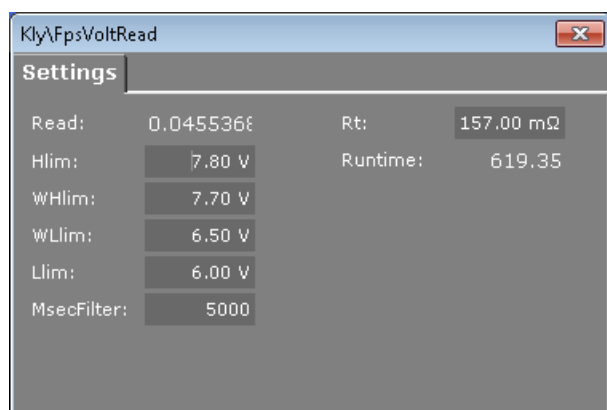 Kly\FpsVoltRead
Settings
Read: 0.0455368 Rt: 157.00 mΩ
Hlim: 7.80 V Runtime: 619.35
WHlim: 7.70 V
WLlim: 6.50 V
Llim: 6.00 V
MsecFilter: 5000